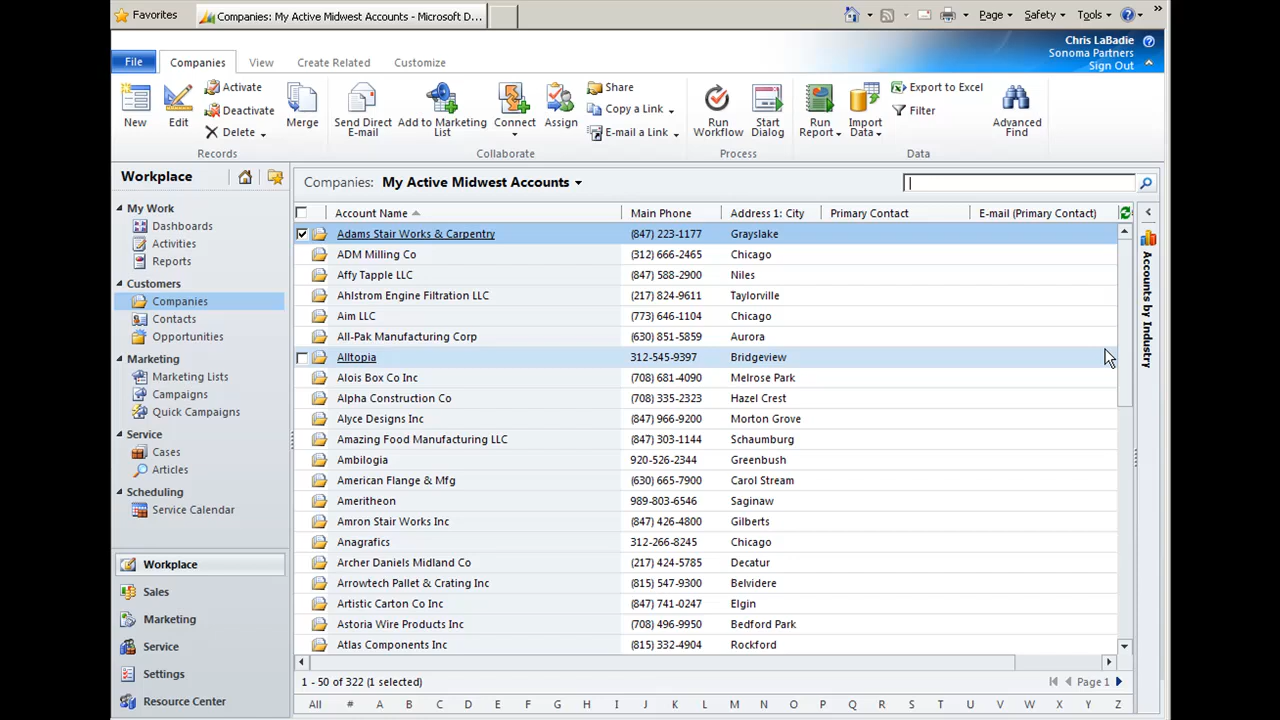 Favorites Companies: My Active Midwest Accounts - Microsoft D... Page Safety Tools »
Chris LaBadie
Sonoma Partners
Sign Out
File Companies View Create Related Customize
New
Edit
Activate
Deactivate
Delete
Merge
Records
Send Direct
E-mail
Add to Marketing
List
Connect
Assign
Share
Copy a Link
E-mail a Link
Collaborate
Run
Workflow
Start
Dialog
Process
Run
Report
Import
Data
Export to Excel
Filter
Advanced
Find
Data
Workplace
My Work
Dashboards
Activities
Reports
Customers
Companies
Contacts
Opportunities
Marketing
Marketing Lists
Campaigns
Quick Campaigns
Service
Cases
Articles
Scheduling
Service Calendar
Workplace
Sales
Marketing
Service
Settings
Resource Center
Companies: My Active Midwest Accounts
Account Name Main Phone Address 1: City Primary Contact E-mail (Primary Contact)
Adams Stair Works & Carpentry (847) 223-1177 Grayslake
ADM Milling Co (312) 666-2465 Chicago
Affy Tapple LLC (847) 588-2900 Niles
Ahlstrom Engine Filtration LLC (217) 824-9611 Taylorville
Aim LLC (773) 646-1104 Chicago
All-Pak Manufacturing Corp (630) 851-5859 Aurora
Alltopia 312-545-9397 Bridgeview
Alois Box Co Inc (708) 681-4090 Melrose Park
Alpha Construction Co (708) 335-2323 Hazel Crest
Alyce Designs Inc (847) 966-9200 Morton Grove
Amazing Food Manufacturing LLC (847) 303-1144 Schaumburg
Ambilogia 920-526-2344 Greenbush
American Flange & Mfg (630) 665-7900 Carol Stream
Ameritheon 989-803-6546 Saginaw
Amron Stair Works Inc (847) 426-4800 Gilberts
Anagrafics 312-266-8245 Chicago
Archer Daniels Midland Co (217) 424-5785 Decatur
Arrowtech Pallet & Crating Inc (815) 547-9300 Belvidere
Artistic Carton Co Inc (847) 741-0247 Elgin
Astoria Wire Products Inc (708) 496-9950 Bedford Park
Atlas Components Inc (815) 332-4904 Rockford
Accounts by Industry
1 - 50 of 322 (1 selected) Page 1
All # A B C D E F G H I J K L M N O P Q R S T U V W X Y Z